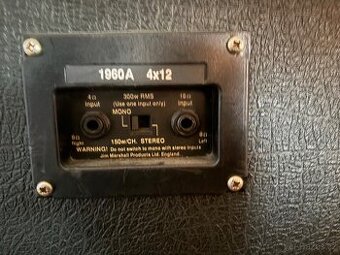 1960A 4x12
4Ω Input
300w RMS
(Use one input only)
16Ω Input
MONO
8Ω Right
8Ω Left
150w/CH. STEREO
WARNING! Do not switch to mono with stereo inputs
Jim Marshall Products Ltd. England.